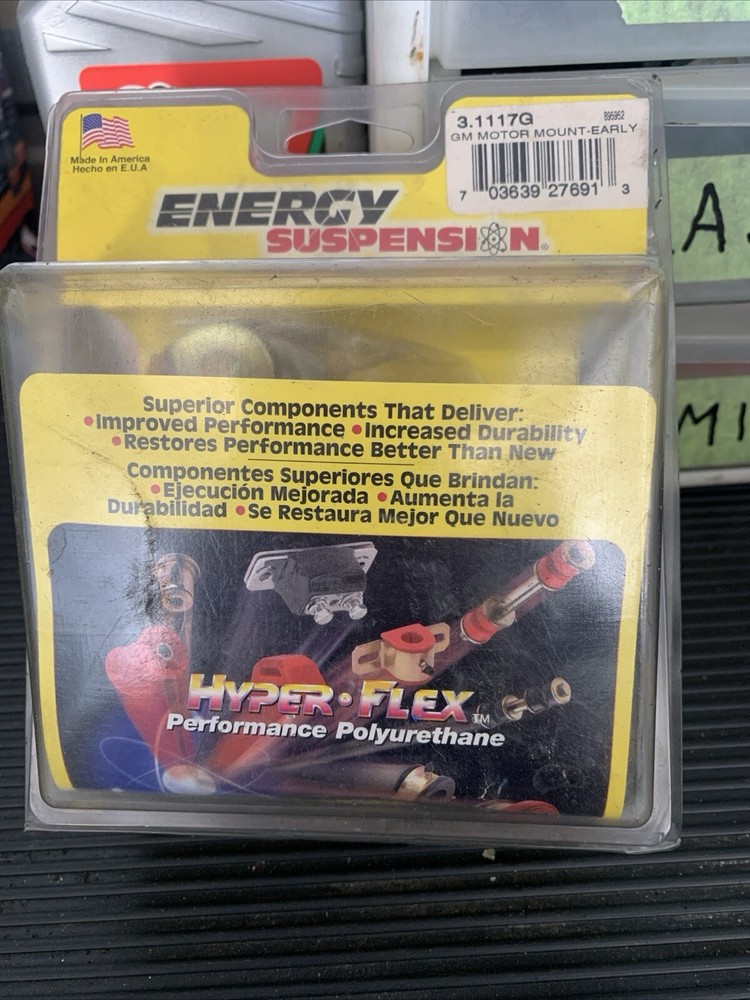 Made In America
Hecho en E.U.A
3.1117G
896962
GM MOTOR MOUNT-EARLY
7 03639 27691 3
ENERGY
SUSPENSION®
Superior Components That Deliver:
•Improved Performance •Increased Durability
•Restores Performance Better Than New
Componentes Superiores Que Brindan:
•Ejecución Mejorada •Aumenta la
Durabilidad •Se Restaura Mejor Que Nuevo
HYPER•FLEX™
Performance Polyurethane